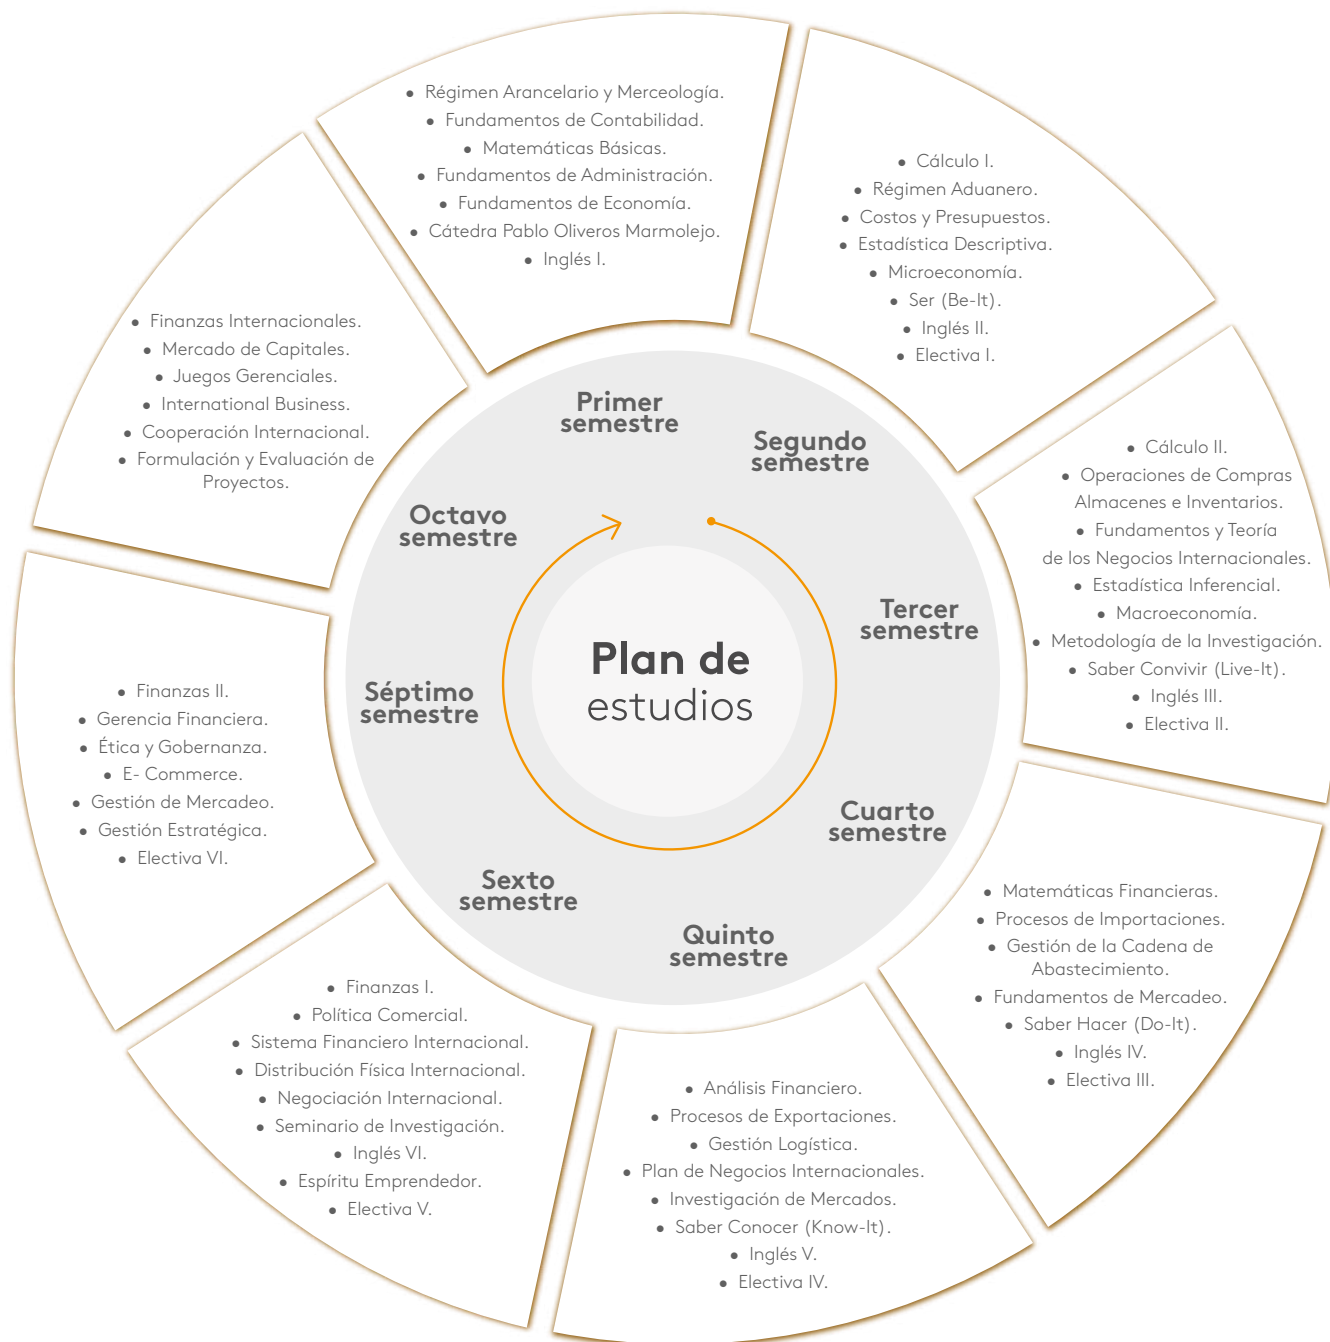 Plan de
estudios
Primer
semestre
• Régimen Arancelario y Merceología.
• Fundamentos de Contabilidad.
• Matemáticas Básicas.
• Fundamentos de Administración.
• Fundamentos de Economía.
• Cátedra Pablo Oliveros Marmolejo.
• Inglés I.
Segundo
semestre
• Cálculo I.
• Régimen Aduanero.
• Costos y Presupuestos.
• Estadística Descriptiva.
• Microeconomía.
• Ser (Be-It).
• Inglés II.
• Electiva I.
Tercer
semestre
• Cálculo II.
• Operaciones de Compras
Almacenes e Inventarios.
• Fundamentos y Teoría
de los Negocios Internacionales.
• Estadística Inferencial.
• Macroeconomía.
• Metodología de la Investigación.
• Saber Convivir (Live-It).
• Inglés III.
• Electiva II.
Cuarto
semestre
• Matemáticas Financieras.
• Procesos de Importaciones.
• Gestión de la Cadena de
Abastecimiento.
• Fundamentos de Mercadeo.
• Saber Hacer (Do-It).
• Inglés IV.
• Electiva III.
Quinto
semestre
• Análisis Financiero.
• Procesos de Exportaciones.
• Gestión Logística.
• Plan de Negocios Internacionales.
• Investigación de Mercados.
• Saber Conocer (Know-It).
• Inglés V.
• Electiva IV.
Sexto
semestre
• Finanzas I.
• Política Comercial.
• Sistema Financiero Internacional.
• Distribución Física Internacional.
• Negociación Internacional.
• Seminario de Investigación.
• Inglés VI.
• Espíritu Emprendedor.
• Electiva V.
Séptimo
semestre
• Finanzas II.
• Gerencia Financiera.
• Ética y Gobernanza.
• E- Commerce.
• Gestión de Mercadeo.
• Gestión Estratégica.
• Electiva VI.
Octavo
semestre
• Finanzas Internacionales.
• Mercado de Capitales.
• Juegos Gerenciales.
• International Business.
• Cooperación Internacional.
• Formulación y Evaluación de
Proyectos.